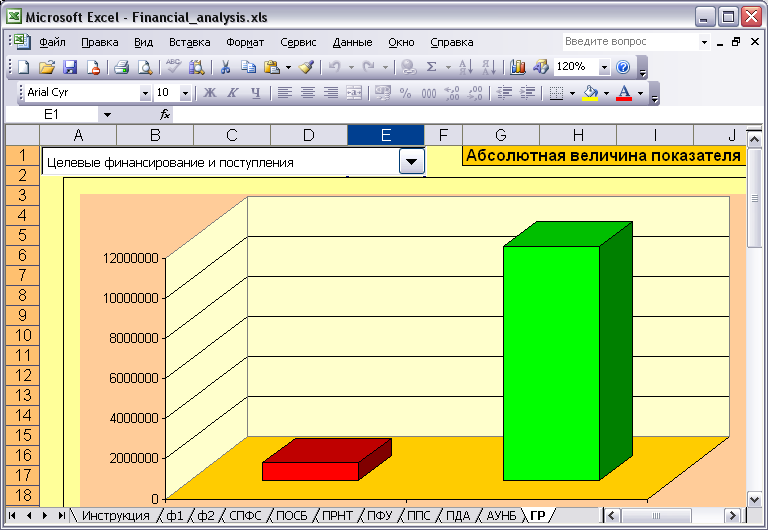 Microsoft Excel - Financial_analysis.xls
Файл Правка Вид Вставка Формат Сервис Данные Окно Справка Введите вопрос
120%
Arial Cyr 10 Ж К Ч % 000
E1 fx
A B C D E F G H I J
1 Целевые финансирование и поступления Абсолютная величина показателя
2
3
4
5
6 12000000
7
8 10000000
9
10 8000000
11
12 6000000
13
14 4000000
15
16 2000000
17
18 0
Инструкция ф1 ф2 СПФС ПОСБ ПРНТ ПФУ ППС ПДА АУНБ ГР